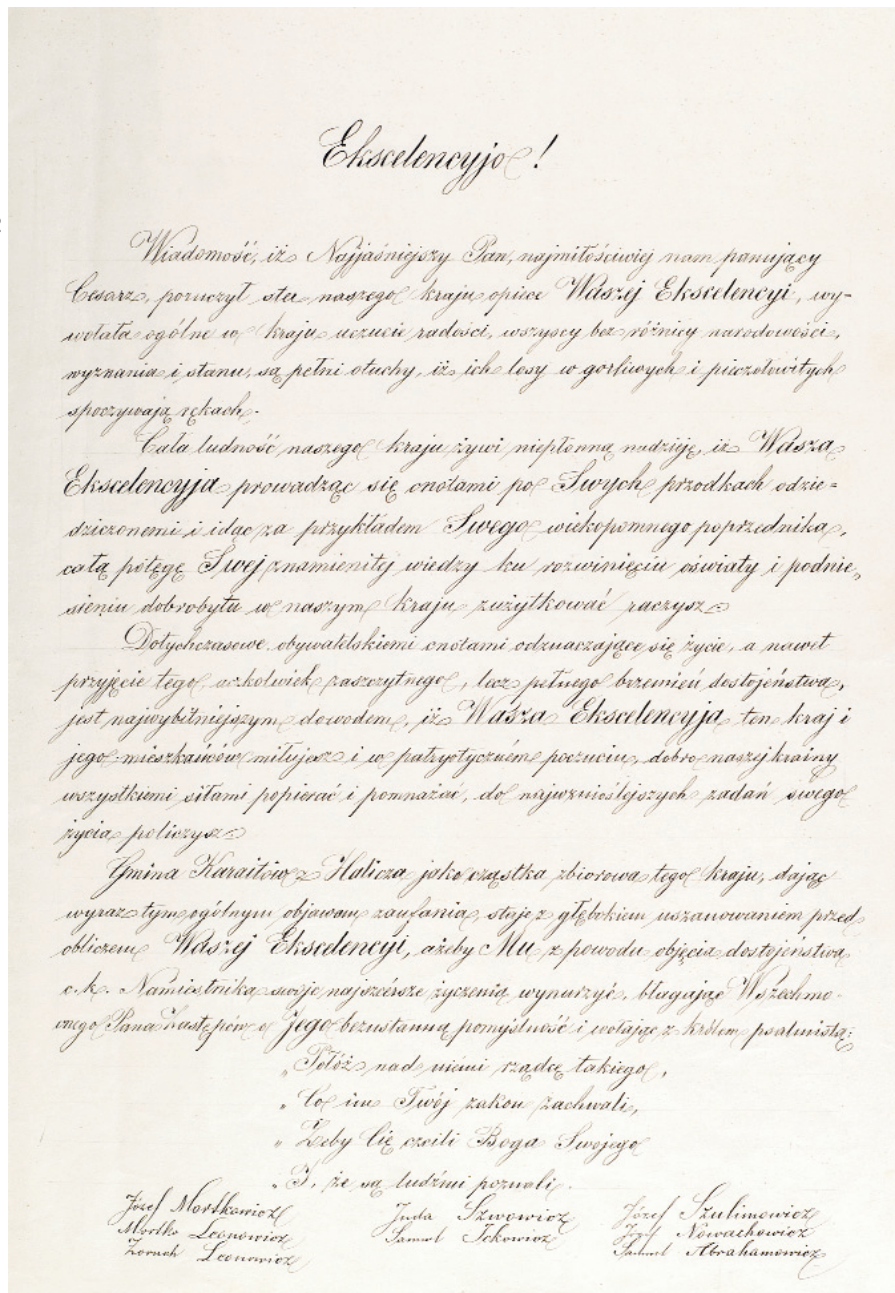 Ekscelencyjo!
Wiadomość, iż Najjaśniejszy Pan, najmiłościwiej nam panujący
Cesarz, poruczył ster naszego kraju opiece Waszej Ekscelencyi, wy-
wołała ogólne w kraju uczucie radości, wszyscy bez różnicy narodowości,
wyznania i stanu, są pełni otuchy, iż ich losy w gorliwych i pieczołowitych
spoczywają rękach.
Cała ludność naszego kraju żywi niepłonną nadzieję, iż Wasza
Ekscelencyja prowadząc się cnotami po Swych przodkach odzie-
dziczonemi i idąc za przykładem Swego wiekopomnego poprzednika,
całą potęgę Swej znamienitej wiedzy ku rozwinięciu oświaty i podnie-
sieniu dobrobytu w naszym kraju zużytkować raczysz.
Dotychczasowe, obywatelskiemi cnotami odznaczające się życie, a nawet
przyjęcie tego, aczkolwiek zaszczytnego, lecz pełnego brzemień dostojeństwa,
jest najwybitniejszym dowodem, iż Wasza Ekscelencyja ten kraj i
jego mieszkańców miłujesz i w patryotyczném poczuciu, dobro naszej krainy
wszystkiemi siłami popierać i pomnażać, do najwznioślejszych zadań swego
życia policzysz.
Gmina Karaitów z Halicza jako cząstka zbiorowa tego kraju, dając
wyraz tym ogólnym objawom zaufania, staje z głębokiem uszanowaniem przed
obliczem Waszej Ekscelencyi, ażeby Mu z powodu objęcia dostojeństwa
c. k. Namiestnika swoje najszczérsze życzenia wynurzyć, błagając Wszechmo-
cnego Pana Zastępów o Jego bezustanną pomyślność i wołając z królem psalmistą:
„Połóż nad niemi rządcę takiego,
„Co im Twój zakon zachwali,
„Żeby Cię czcili Boga Swojego
„I, że są ludźmi poznali.
Józef Mortkowicz Juda Szwowicz Józef Szulimowicz
Mortko Leonowicz Samuel Ickowicz Józef Nowachowicz
Zarach Leonowicz Samuel Abrahamowicz